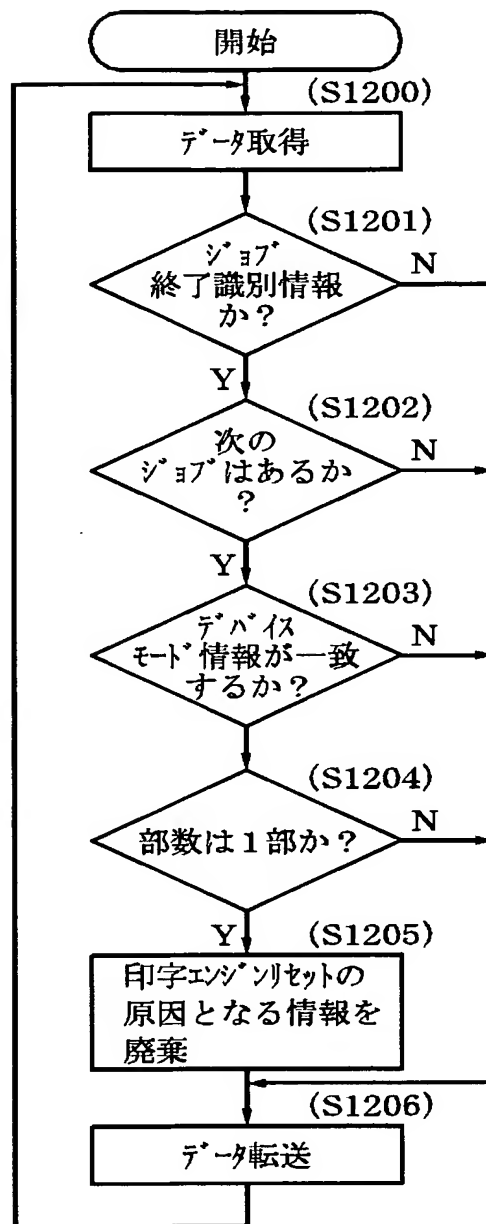 開始
(S1200)
データ取得
(S1201)
ジョブ
終了識別情報
か？
N
Y
(S1202)
次の
ジョブはあるか
？
N
Y
(S1203)
デバイス
モード情報が一致
するか？
N
(S1204)
部数は１部か？
N
Y
(S1205)
印字エンジンリセットの
原因となる情報を
廃棄
(S1206)
データ転送